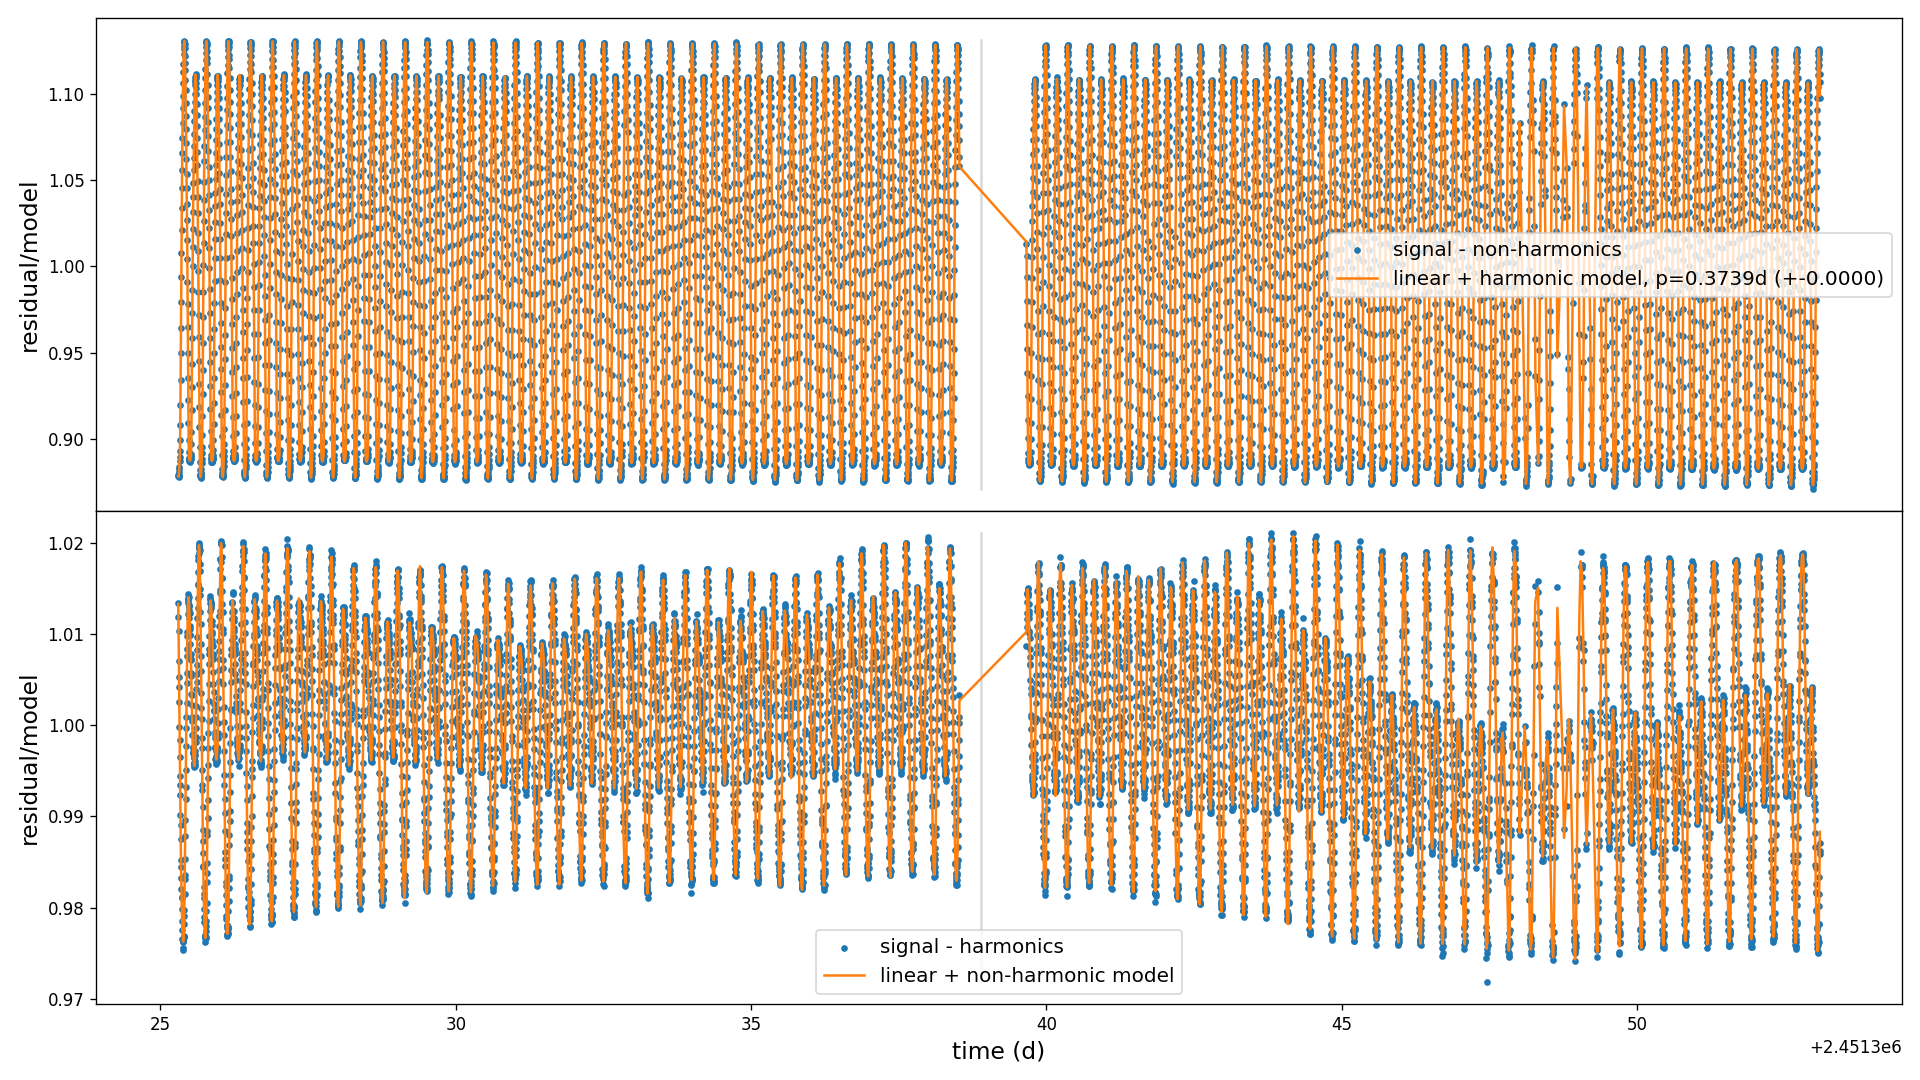 residual/model
1.10
1.05
1.00
0.95
0.90
signal - non-harmonics
linear + harmonic model, p=0.3739d (+-0.0000)
residual/model
1.02
1.01
1.00
0.99
0.98
0.97
signal - harmonics
linear + non-harmonic model
25 30 35 40 45 50
time (d)
+2.4513e6